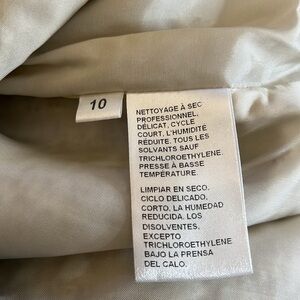 10
NETTOYAGE À SEC
PROFESSIONNEL.
DÉLICAT, CYCLE
COURT, L'HUMIDITÉ
RÉDUITE. TOUS LES
SOLVANTS SAUF
TRICHLOROETHYLENE.
PRESSE À BASSE
TEMPÉRATURE.
LIMPIAR EN SECO.
CICLO DELICADO.
CORTO, LA HUMEDAD
REDUCIDA. LOS
DISOLVENTES,
EXCEPTO
TRICHLOROETHYLENE.
BAJO LA PRENSA
DEL CALO.